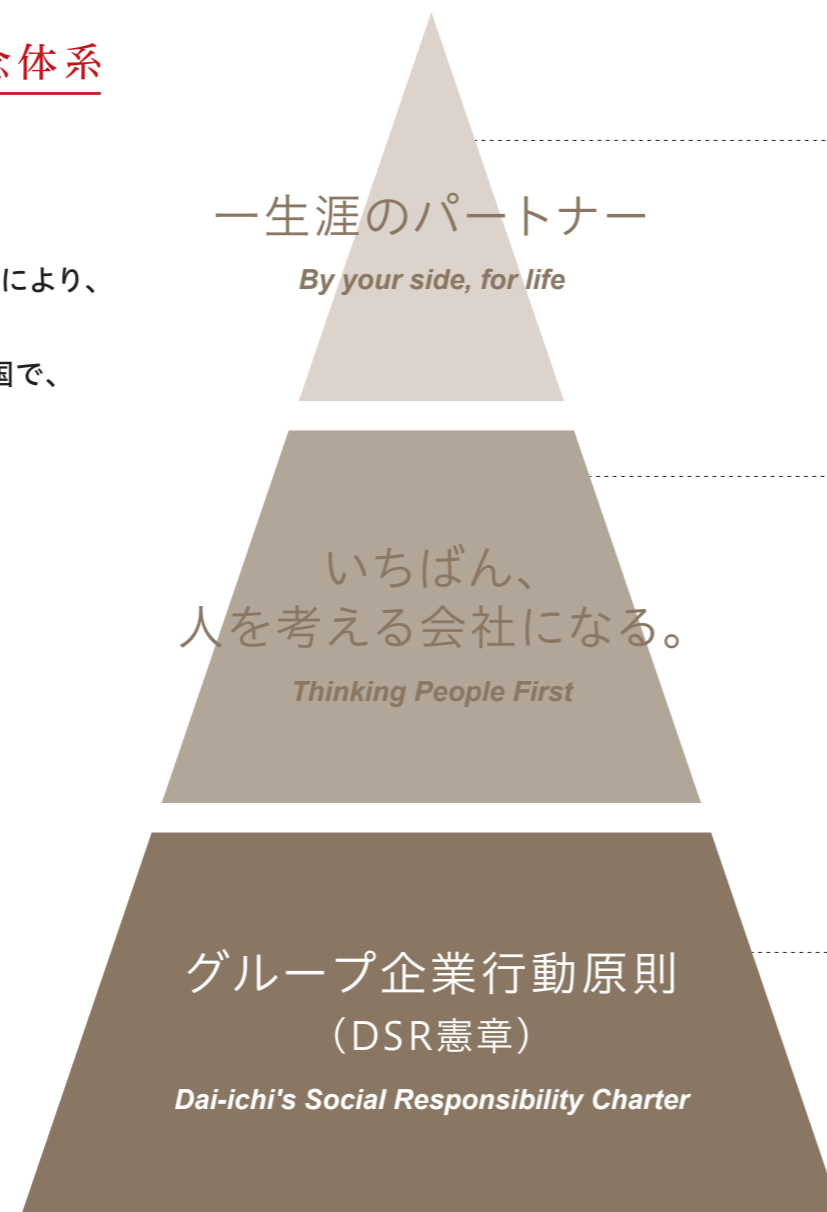 念体系
により、
国で、
一生涯のパートナー
By your side, for life
いちばん、
人を考える会社になる。
Thinking People First
グループ企業行動原則
（DSR憲章）
Dai-ichi's Social Responsibility Charter